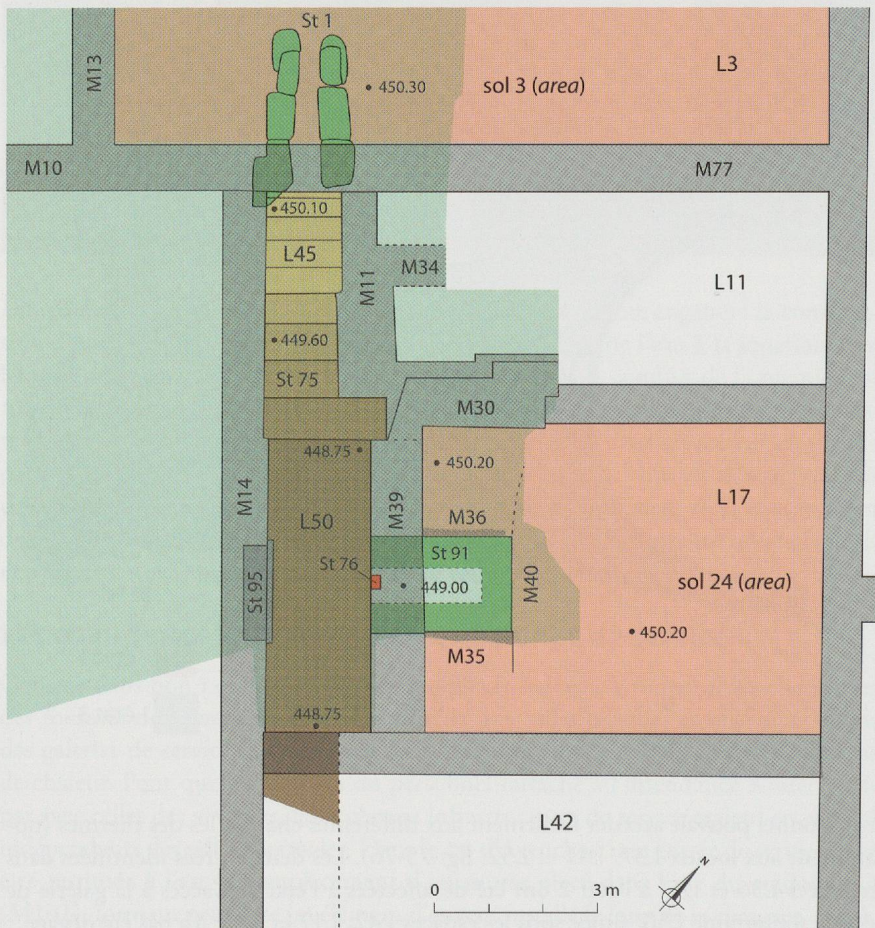 St 1
M13
450.30
sol 3 (area)
L3
M10
M77
450.10
L45
M11
M34
L11
449.60
St 75
M30
448.75
450.20
M14
L50
M39
M36
L17
St 91
St 76
St 95
449.00
M40
sol 24 (area)
450.20
M35
448.75
L42
0
3 m
N